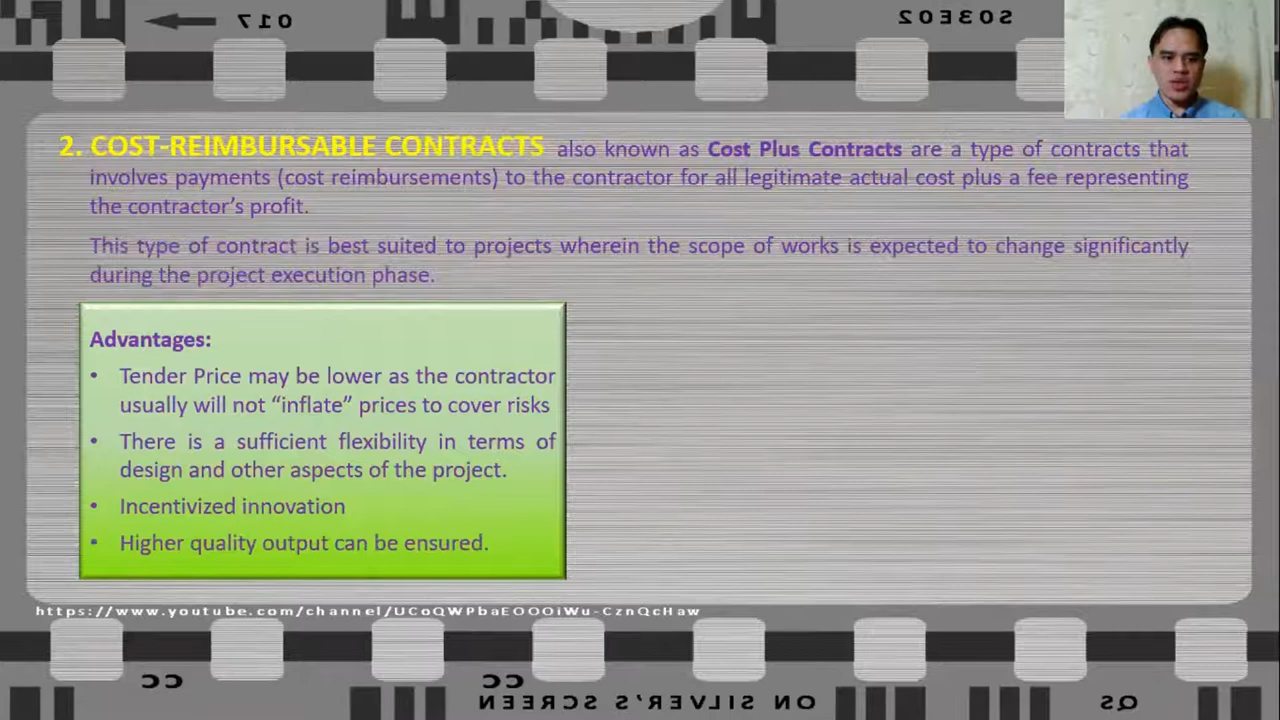 017
S03E02
2. COST-REIMBURSABLE CONTRACTS also known as Cost Plus Contracts are a type of contracts that
involves payments (cost reimbursements) to the contractor for all legitimate actual cost plus a fee representing
the contractor’s profit.
This type of contract is best suited to projects wherein the scope of works is expected to change significantly
during the project execution phase.
Advantages:
• Tender Price may be lower as the contractor
usually will not “inflate” prices to cover risks
• There is a sufficient flexibility in terms of
design and other aspects of the project.
• Incentivized innovation
• Higher quality output can be ensured.
https://www.youtube.com/channel/UCoQWPbaEOOOiWu-CznQcHaw
CC
CC
ON SILVER'S SCREEN
QS